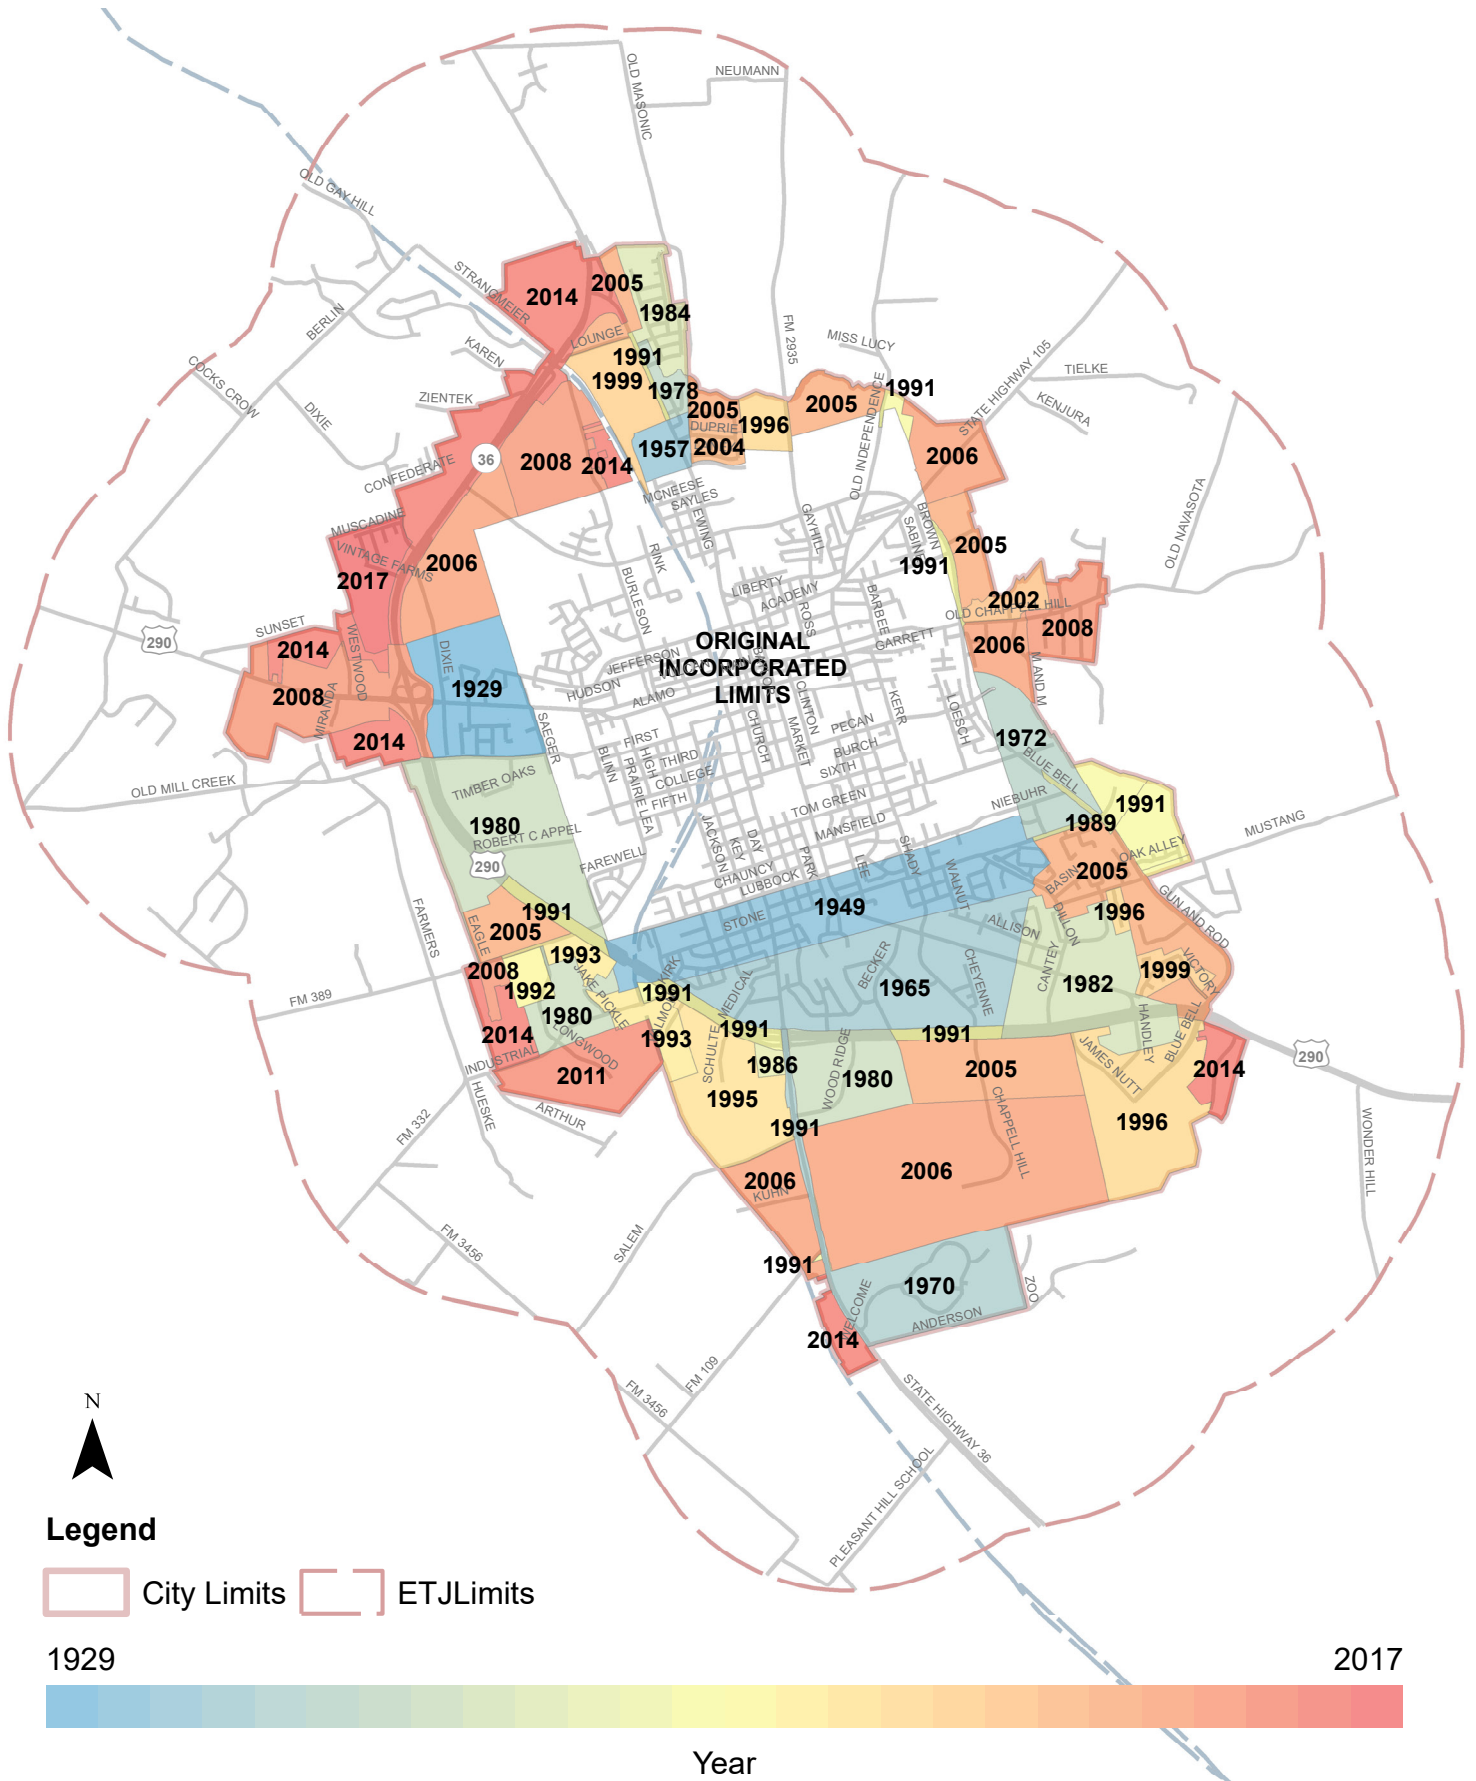 NEUMANN
OLD MASONIC
OLD GAY HILL
STRANGMEIER
2014
2005
1984
BERLIN
LOUNGE
FM 2935
MISS LUCY
STATE HIGHWAY 105
TIELKE
KAREN
1991
1999
1978
1991
COCKS CROW
ZIENTEK
DIXIE
2005
DUPRIE
1996
2005
OLD INDEPENDENCE
KENJURA
1957
2004
36
2008
2014
2006
CONFEDERATE
MCNEESE
SAYLES
OLD NAVASOTA
MUSCADINE
EWING
GAYHILL
BROWN
SABINE
VINTAGE FARMS
2006
RINK
2005
1991
2017
BURLESON
LIBERTY
ACADEMY
ROSS
BARBEE
2002
OLD CHAPPELL HILL
2008
SUNSET
290
2014
WESTWOOD
DIXIE
JEFFERSON
ORIGINAL
INCORPORATED
LIMITS
GARRETT
2006
M AND M
2008
MIRANDA
1929
HUDSON
ALAMO
CLINTON
KERR
LOESCH
2014
SAEGER
FIRST
CHURCH
MARKET
PECAN
BURCH
SIXTH
1972
BLUE BELL
BLINN
HIGH
THIRD
COLLEGE
PRAIRIE LEA
FIFTH
OLD MILL CREEK
TIMBER OAKS
TOM GREEN
MANSFIELD
NIEBUHR
1991
1989
MUSTANG
1980
ROBERT C APPEL
290
FAREWELL
JACKSON
KEY
DAY
PARK
LEE
SHADY
WALNUT
OAK ALLEY
2005
BASIN
CHAUNCY
LUBBOCK
GUN AND ROD
FARMERS
EAGLE
1991
2005
1949
STONE
ALLISON
DILLON
1996
1993
2008
1992
JAKE PICKLE
MEDICAL
BECKER
CHEYENNE
CANTEY
1982
1999
VICTORY
FM 389
1991
1965
1980
2014
LONGWOOD
INDUSTRIAL
1993
SCHULTE
1991
1991
HANDLEY
BLUE BELL
JAMES NUTT
290
2011
1986
WOOD RIDGE
1980
2005
2014
HUESKE
1995
CHAPPELL HILL
ARTHUR
FM 332
1991
1996
WONDER HILL
2006
KUHN
2006
SALEM
FM 3456
1991
1970
ZOO
WELCOME
ANDERSON
2014
FM 109
FM 3456
STATE HIGHWAY 36
PLEASANT HILL SCHOOL
N
Legend
City Limits
ETJLimits
1929
2017
Year